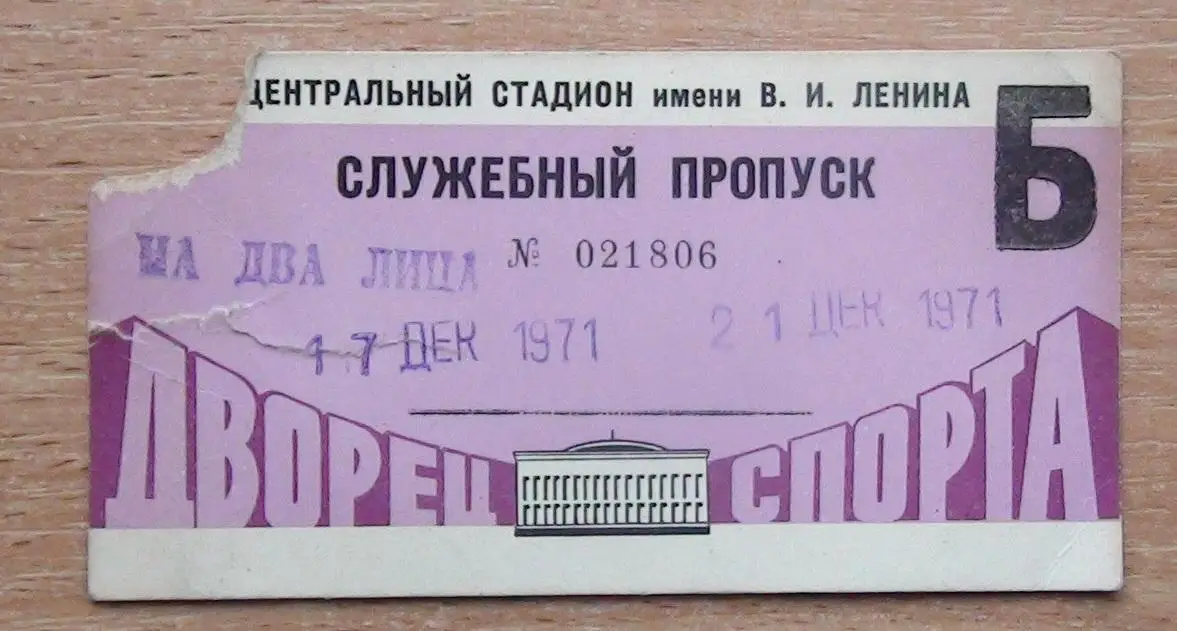 ЦЕНТРАЛЬНЫЙ СТАДИОН имени В. И. ЛЕНИНА
Б
СЛУЖЕБНЫЙ ПРОПУСК
НА ДВА ЛИЦА № 021806
17 ДЕК 1971 21 ДЕК 1971
ДВОРЕЦ СПОРТА